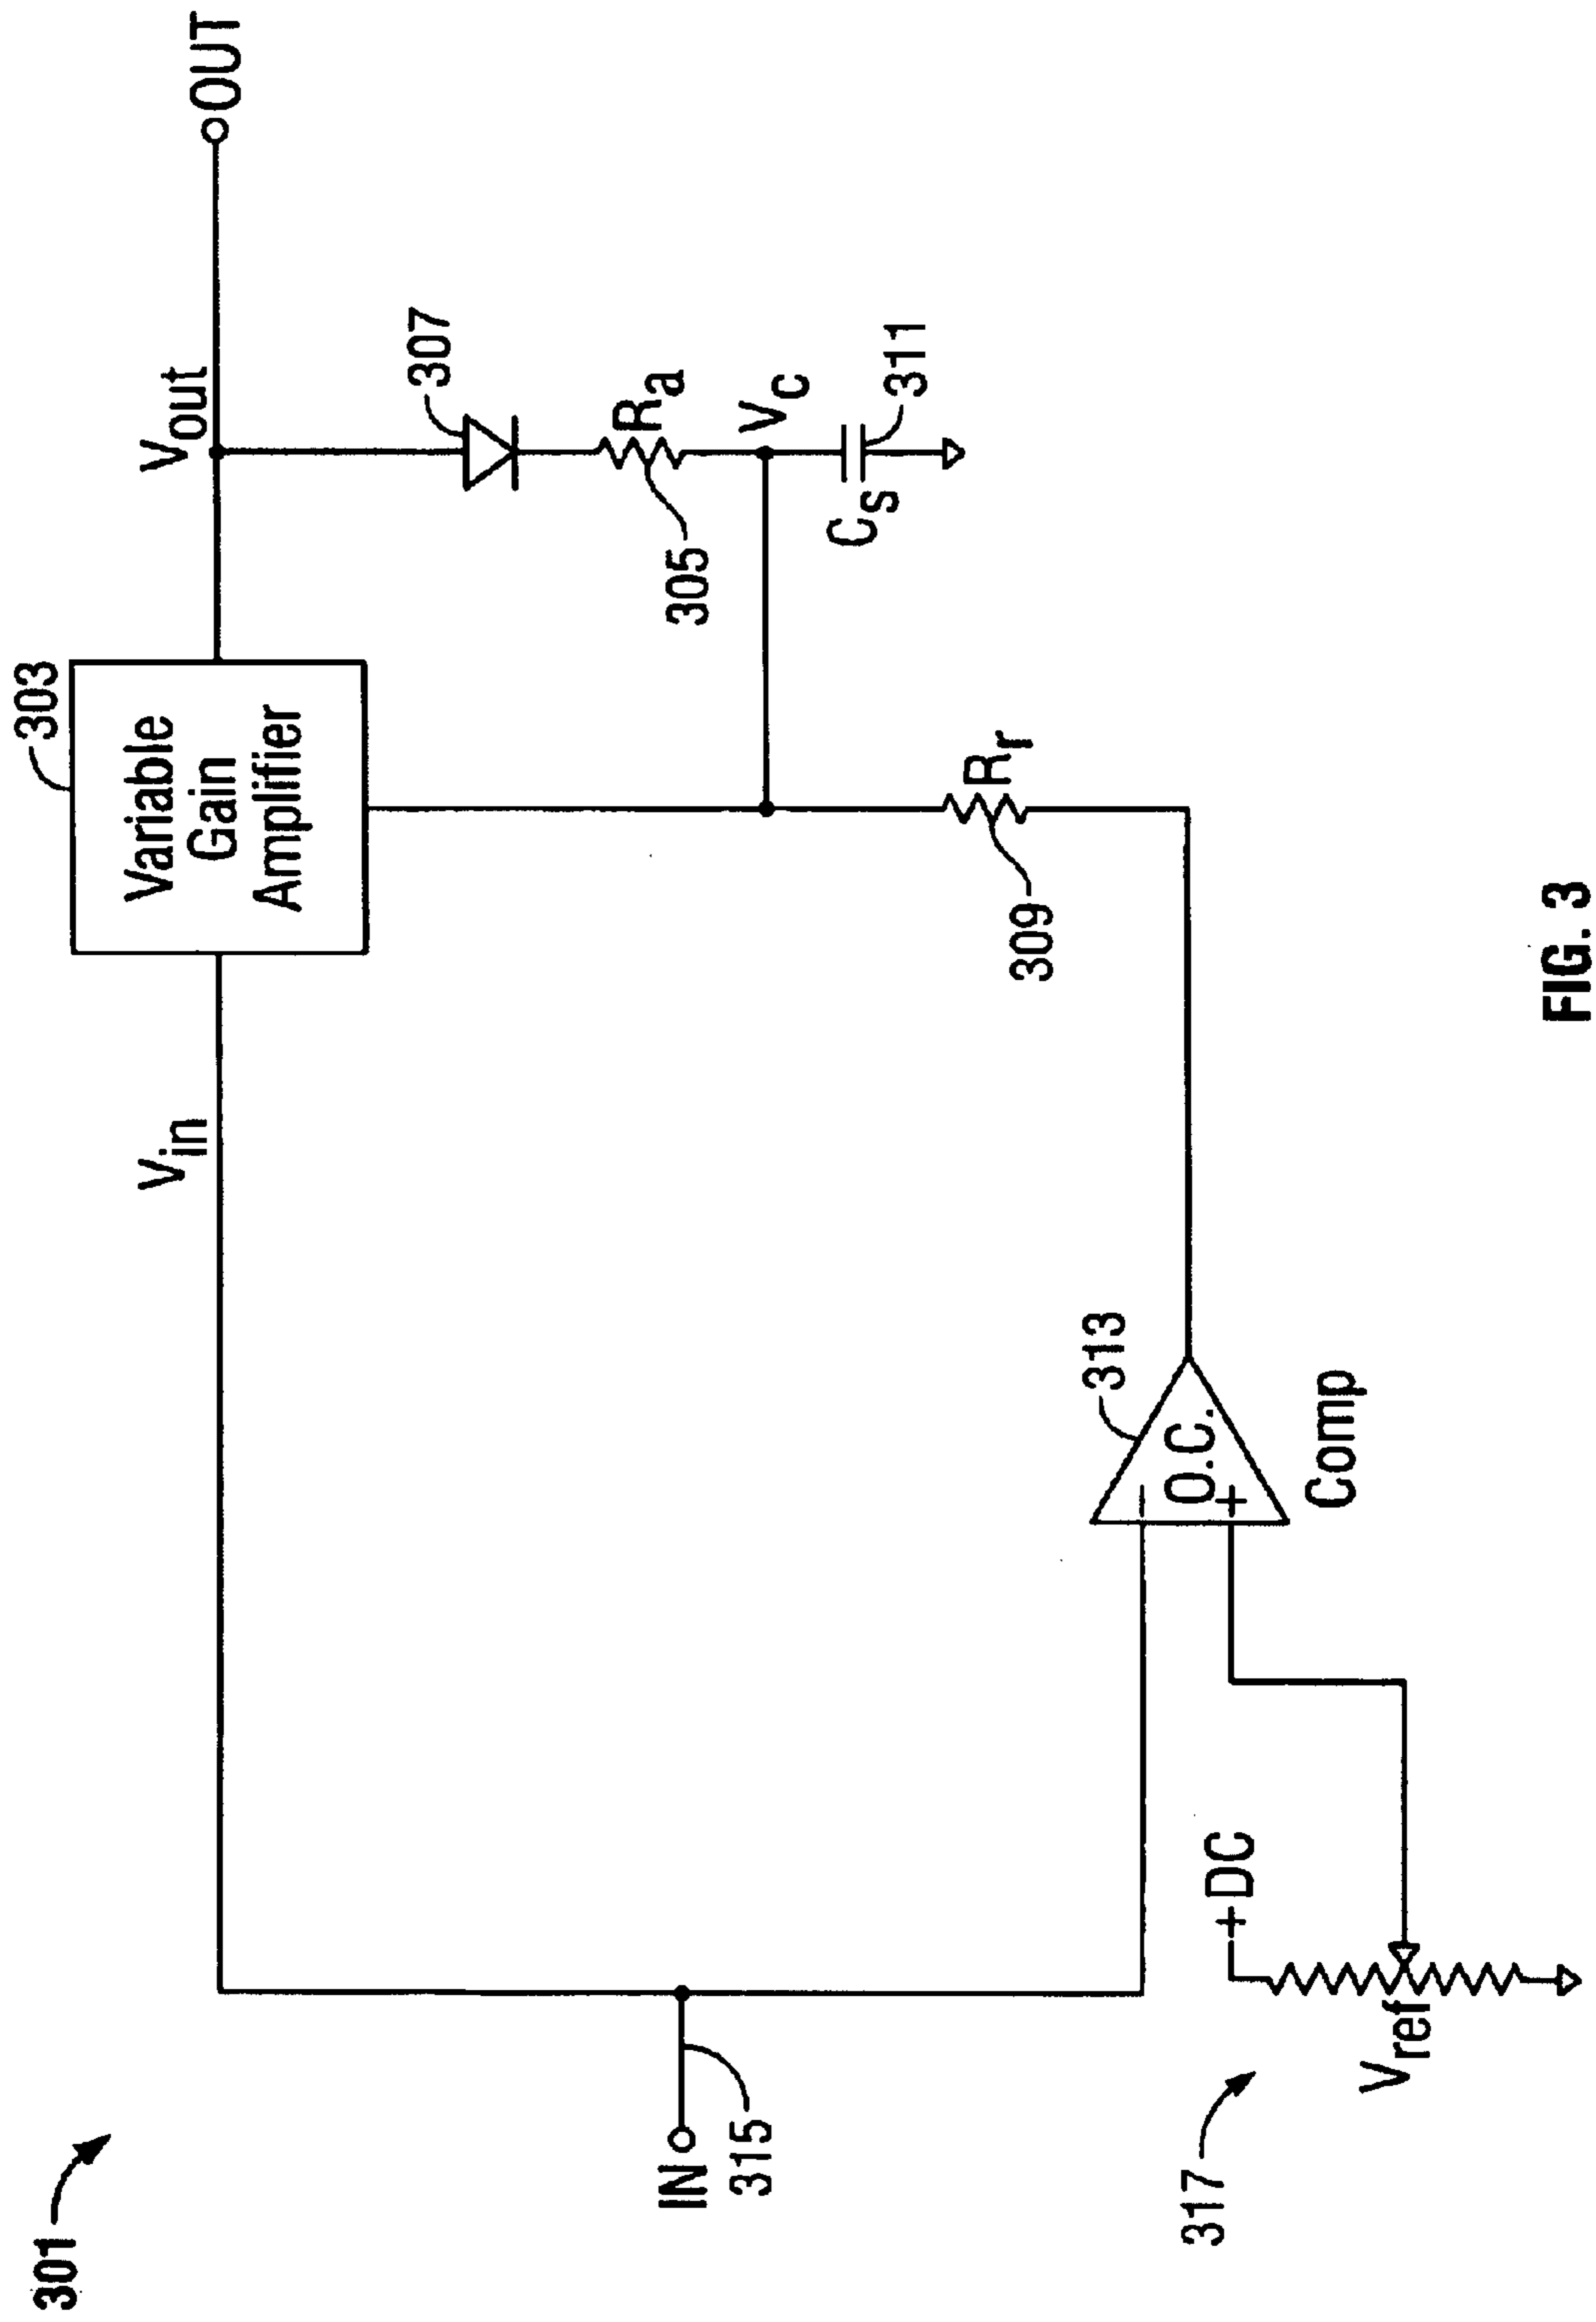 301
303
Variable
Gain
Amplifier
Vin
Vout
OUT
307
Ra
305
Vc
Cs
311
IN
315
Rr
309
313
O.C.
−
+
Comp
317
+DC
Vref
FIG. 3